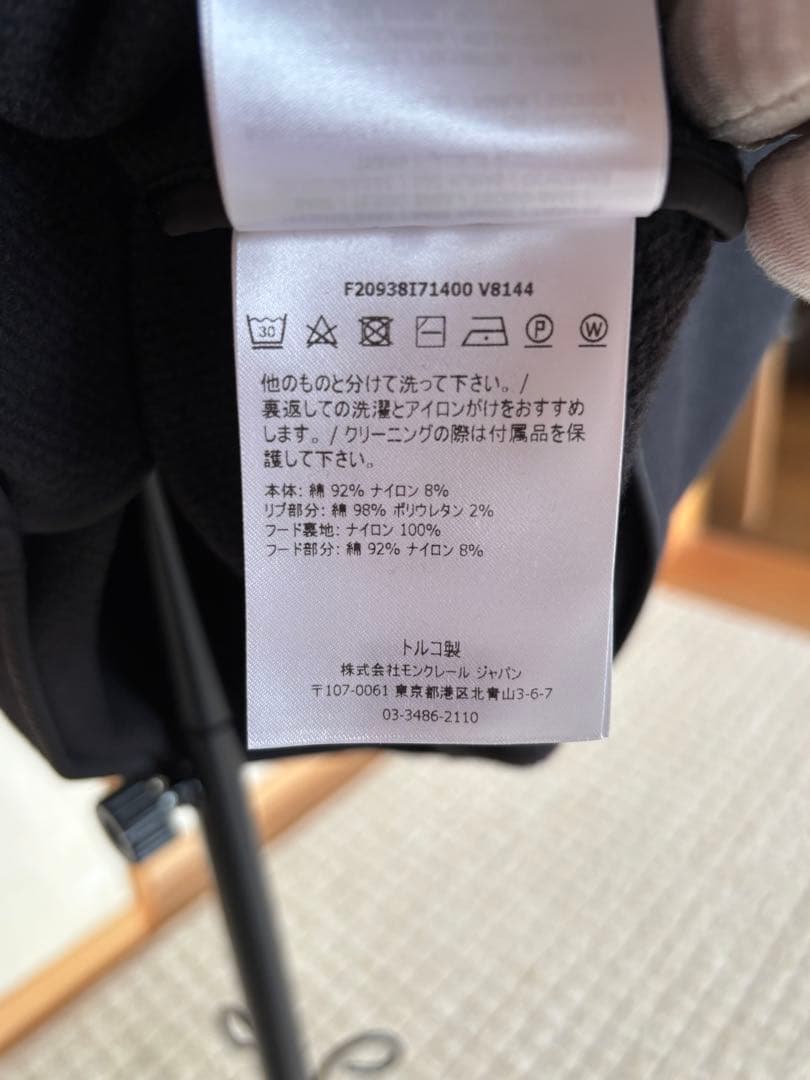 F20938I71400 V8144
30 P W
他のものと分けて洗って下さい。/
裏返しての洗濯とアイロンがけをおすすめ
します。/ クリーニングの際は付属品を保
護して下さい。
本体: 綿 92% ナイロン 8%
リブ部分: 綿 98% ポリウレタン 2%
フード裏地: ナイロン 100%
フード部分: 綿 92% ナイロン 8%
トルコ製
株式会社モンクレール ジャパン
〒107-0061 東京都港区北青山3-6-7
03-3486-2110